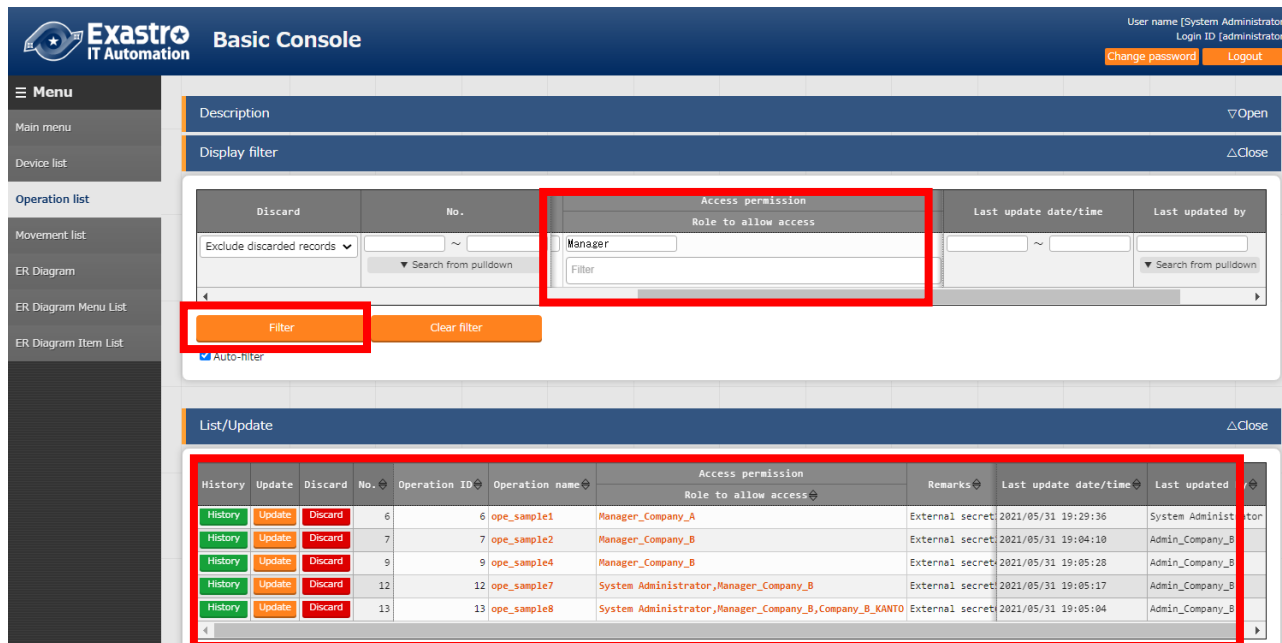 Exastro
IT Automation
Basic Console
User name [System Administrator
Login ID [administrator
Change password
Logout
☰ Menu
Main menu
Device list
Operation list
Movement list
ER Diagram
ER Diagram Menu List
ER Diagram Item List
Description ▽Open
Display filter △Close
Discard No. Access permission Last update date/time Last updated by
Role to allow access
Exclude discarded records ~ Manager ~
▼ Search from pulldown Filter ▼ Search from pulldown
Filter Clear filter
Auto-filter
List/Update △Close
History Update Discard No. Operation ID Operation name Access permission Remarks Last update date/time Last updated
Role to allow access
History Update Discard 6 6 ope_sample1 Manager_Company_A External secret 2021/05/31 19:29:36 System Administrator
History Update Discard 7 7 ope_sample2 Manager_Company_B External secret 2021/05/31 19:04:10 Admin_Company_B
History Update Discard 9 9 ope_sample4 Manager_Company_B External secret 2021/05/31 19:05:28 Admin_Company_B
History Update Discard 12 12 ope_sample7 System Administrator,Manager_Company_B External secret 2021/05/31 19:05:17 Admin_Company_B
History Update Discard 13 13 ope_sample8 System Administrator,Manager_Company_B,Company_B_KANTO External secret 2021/05/31 19:05:04 Admin_Company_B